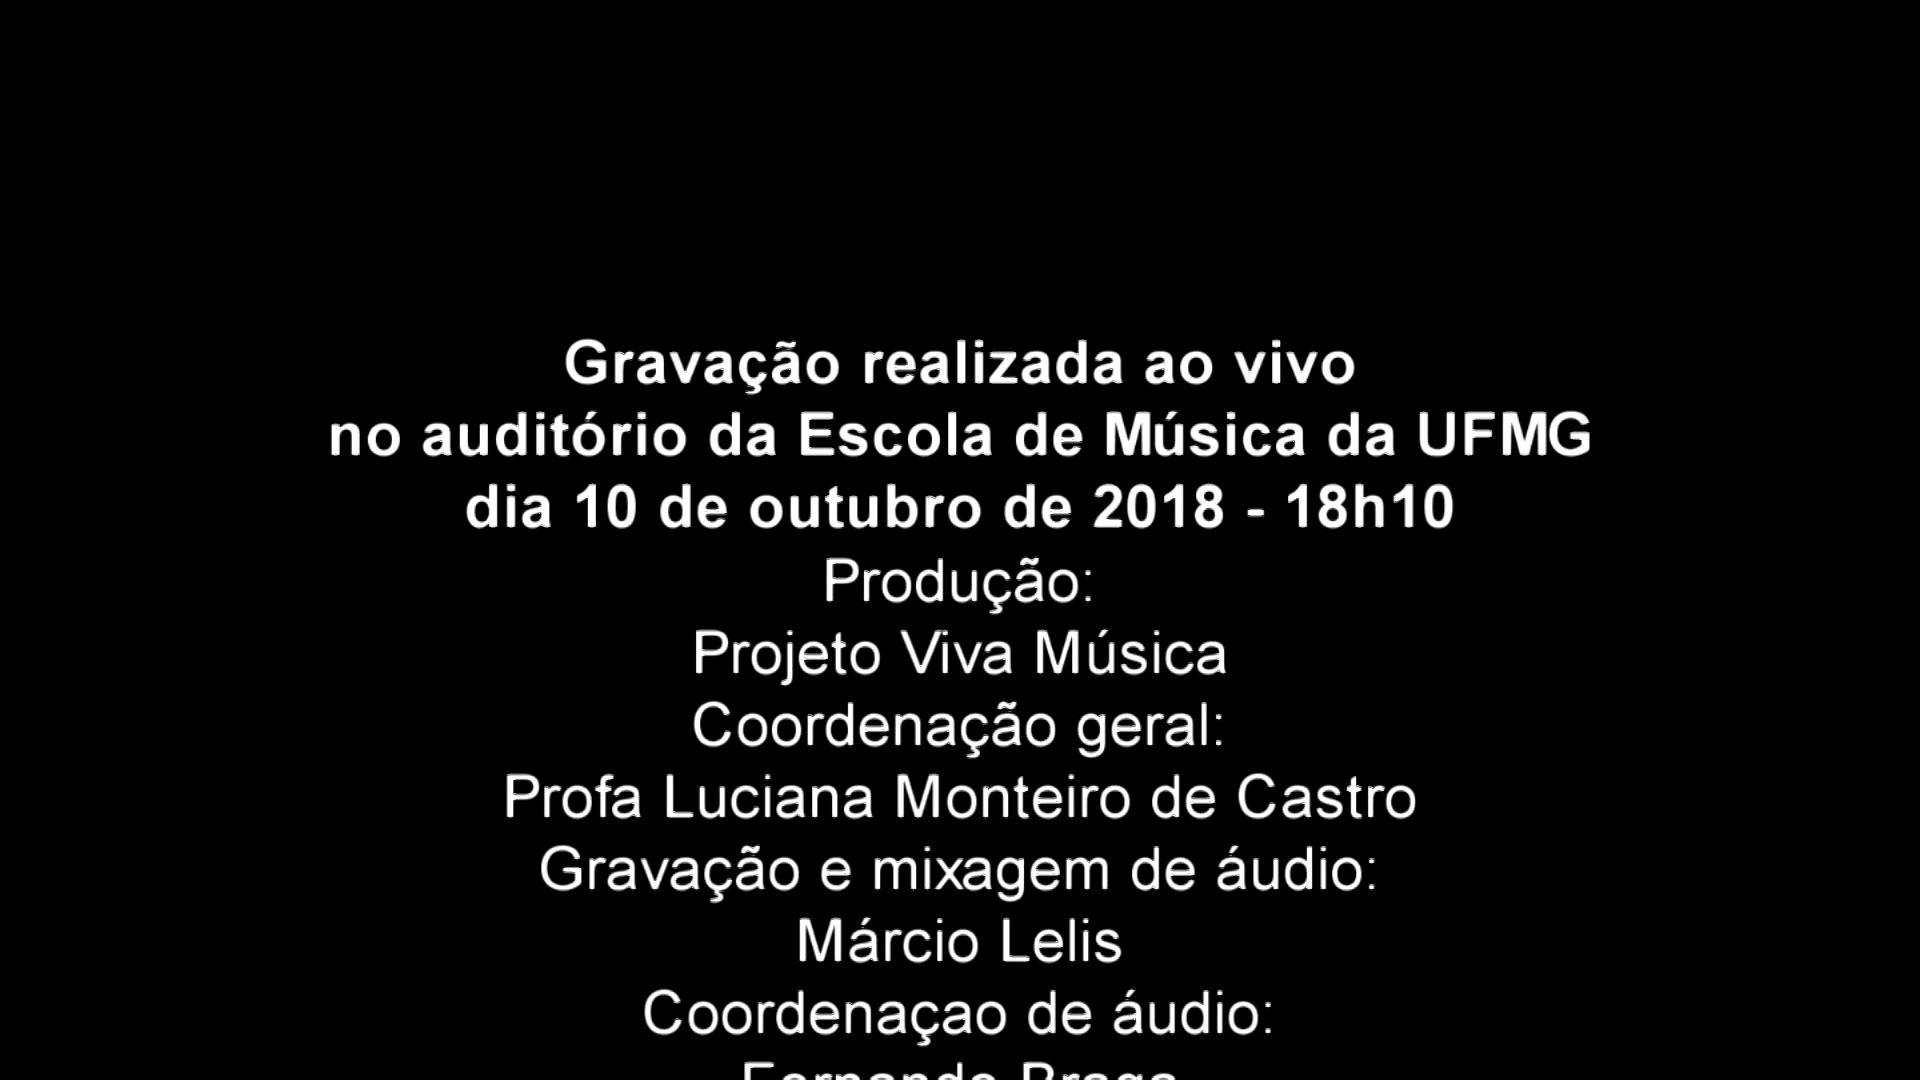 Gravação realizada ao vivo
no auditório da Escola de Música da UFMG
dia 10 de outubro de 2018 - 18h10
Produção:
Projeto Viva Música
Coordenação geral:
Profa Luciana Monteiro de Castro
Gravação e mixagem de áudio:
Márcio Lelis
Coordenaçao de áudio:
Fernando Braga